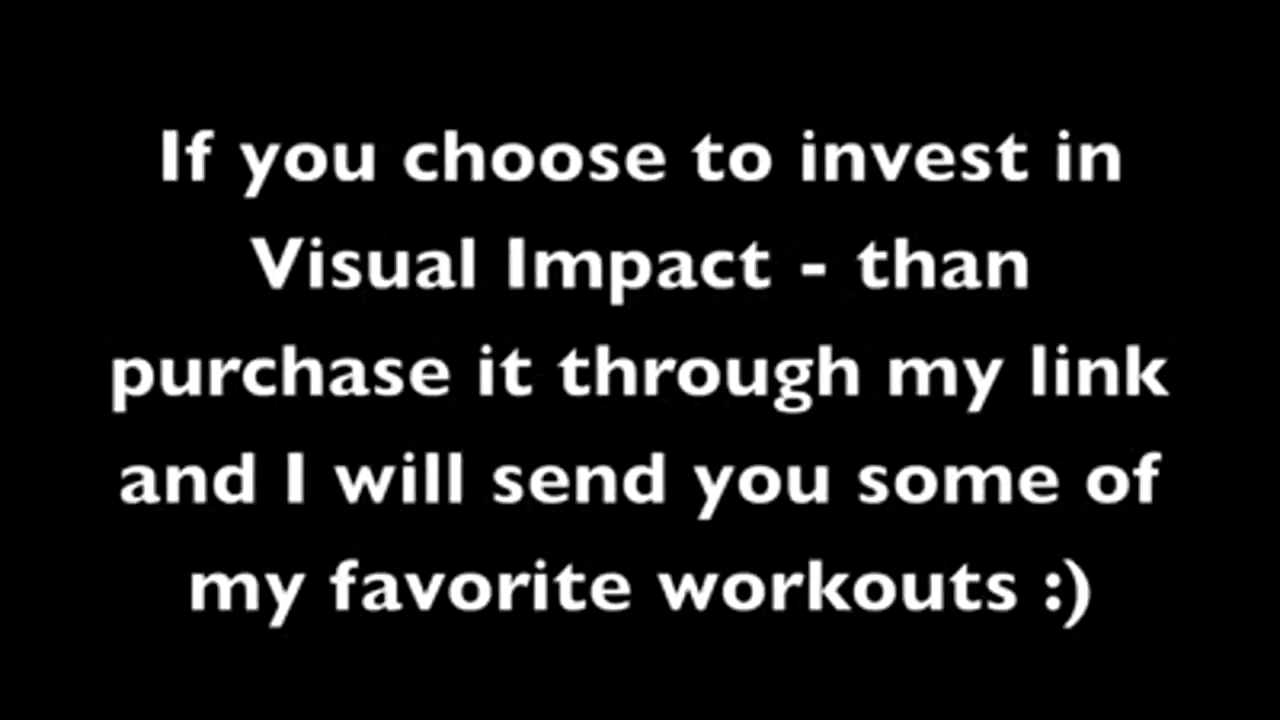 If you choose to invest in
Visual Impact - than
purchase it through my link
and I will send you some of
my favorite workouts :)